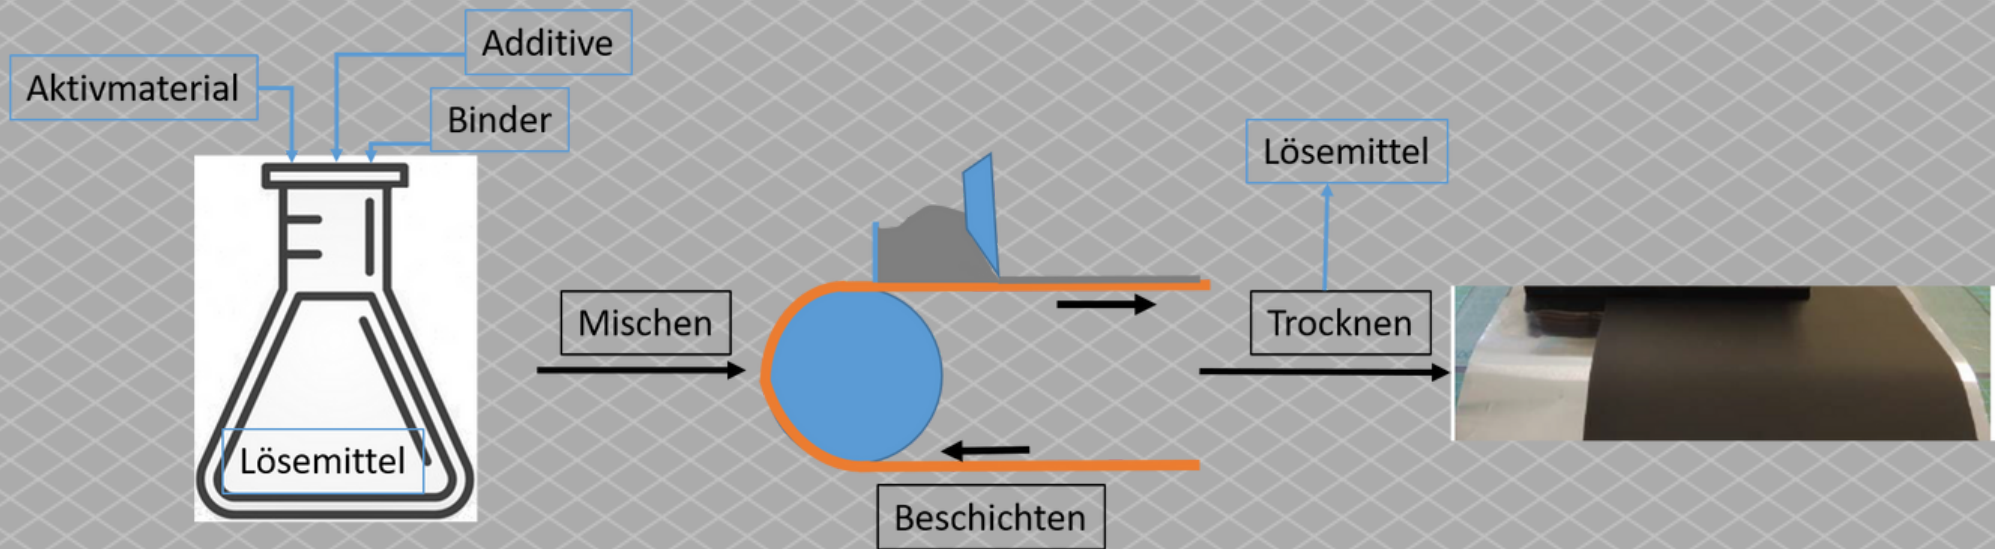 Additive
Aktivmaterial
Binder
Lösemittel
Mischen
Beschichten
Lösemittel
Trocknen